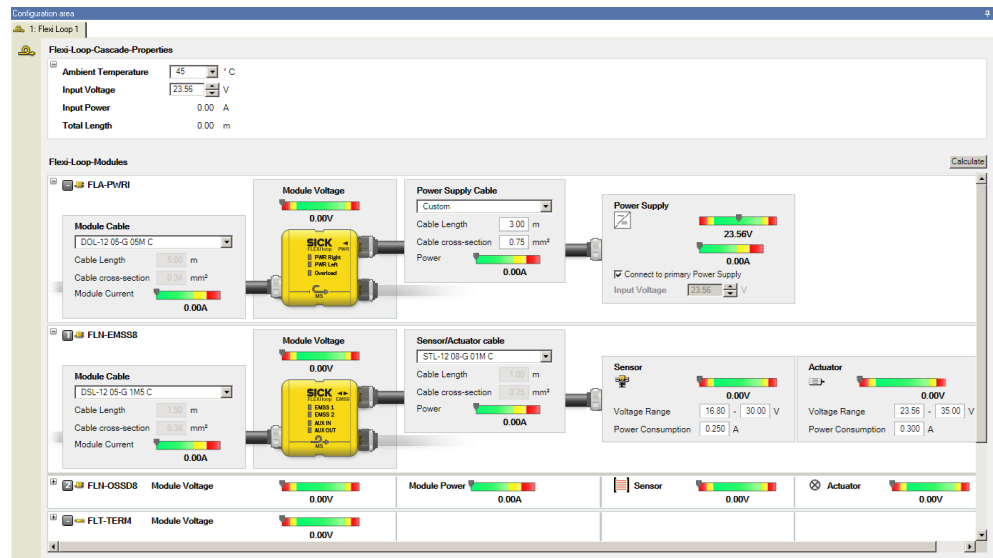 Configuration area
1: Flexi Loop 1
Flexi-Loop-Cascade-Properties
Ambient Temperature 45 ° C
Input Voltage 23.56 V
Input Power 0.00 A
Total Length 0.00 m
Flexi-Loop-Modules
Calculate
FLA-PWRI
Module Cable
DOL-12 05-G 05M C
Cable Length 5.00 m
Cable cross-section 0.34 mm²
Module Current
0.00A
Module Voltage
0.00V
SICK
FLEXI loop PWRI
PWR Right
PWR Left
Overload
MS
Power Supply Cable
Custom
Cable Length 3.00 m
Cable cross-section 0.75 mm²
Power
0.00A
Power Supply
23.56V
0.00A
Connect to primary Power Supply
Input Voltage 23.56 V
1 FLN-EMSS8
Module Cable
DSL-12 05-G 1M5 C
Cable Length 1.50 m
Cable cross-section 0.34 mm²
Module Current
0.00A
Module Voltage
0.00V
SICK
FLEXI loop EMSS
EMSS 1
EMSS 2
AUX IN
AUX OUT
MS
Sensor/Actuator cable
STL-12 08-G 01M C
Cable Length 1.00 m
Cable cross-section 0.25 mm²
Power
0.00A
Sensor
0.00V
Voltage Range 16.80 - 30.00 V
Power Consumption 0.250 A
Actuator
0.00V
Voltage Range 23.56 - 35.00 V
Power Consumption 0.300 A
2 FLN-OSSD8 Module Voltage
0.00V
Module Power
0.00A
Sensor
0.00V
Actuator
0.00V
FLT-TERM Module Voltage
0.00V